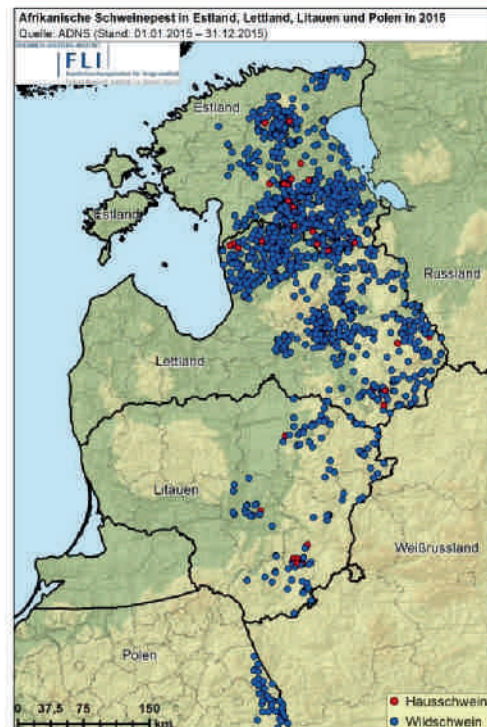 Afrikanische Schweinepest in Estland, Lettland, Litauen und Polen in 2015
Quelle: ADNS (Stand: 01.01.2015 – 31.12.2015)
FLI
Estland
Estland
Russland
Lettland
Litauen
Weißrussland
Polen
0 37,5 75 150
km
Hausschwein
Wildschwein